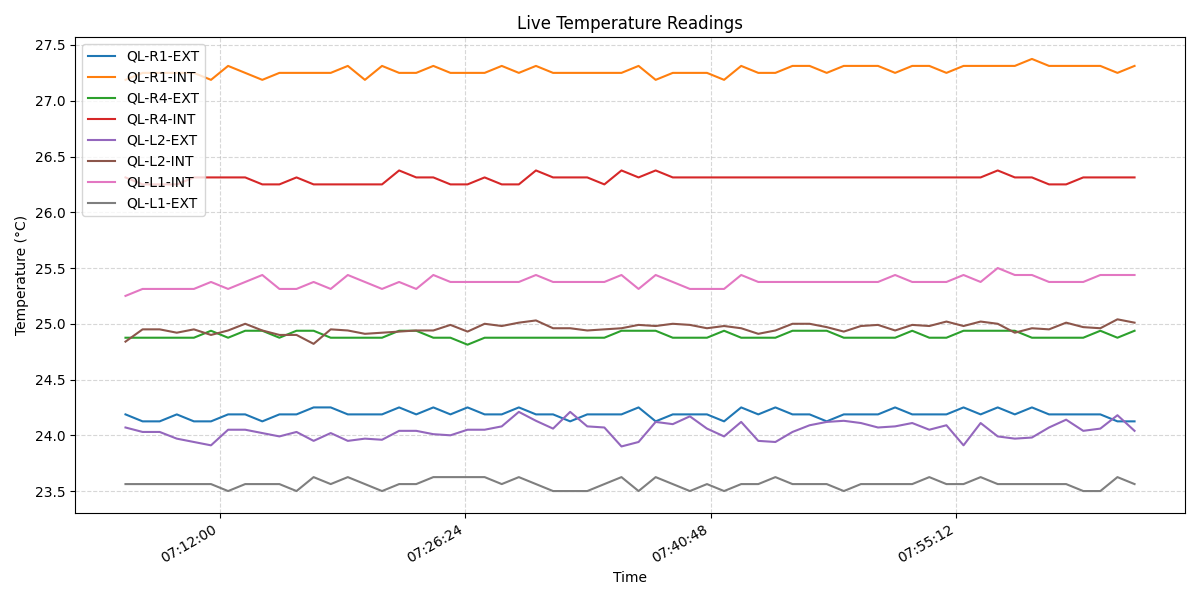 Live Temperature Readings
QL-R1-EXT
QL-R1-INT
QL-R4-EXT
QL-R4-INT
QL-L2-EXT
QL-L2-INT
QL-L1-INT
QL-L1-EXT
27.5
27.0
26.5
26.0
25.5
25.0
24.5
24.0
23.5
Temperature (°C)
07:12:00
07:26:24
07:40:48
07:55:12
Time